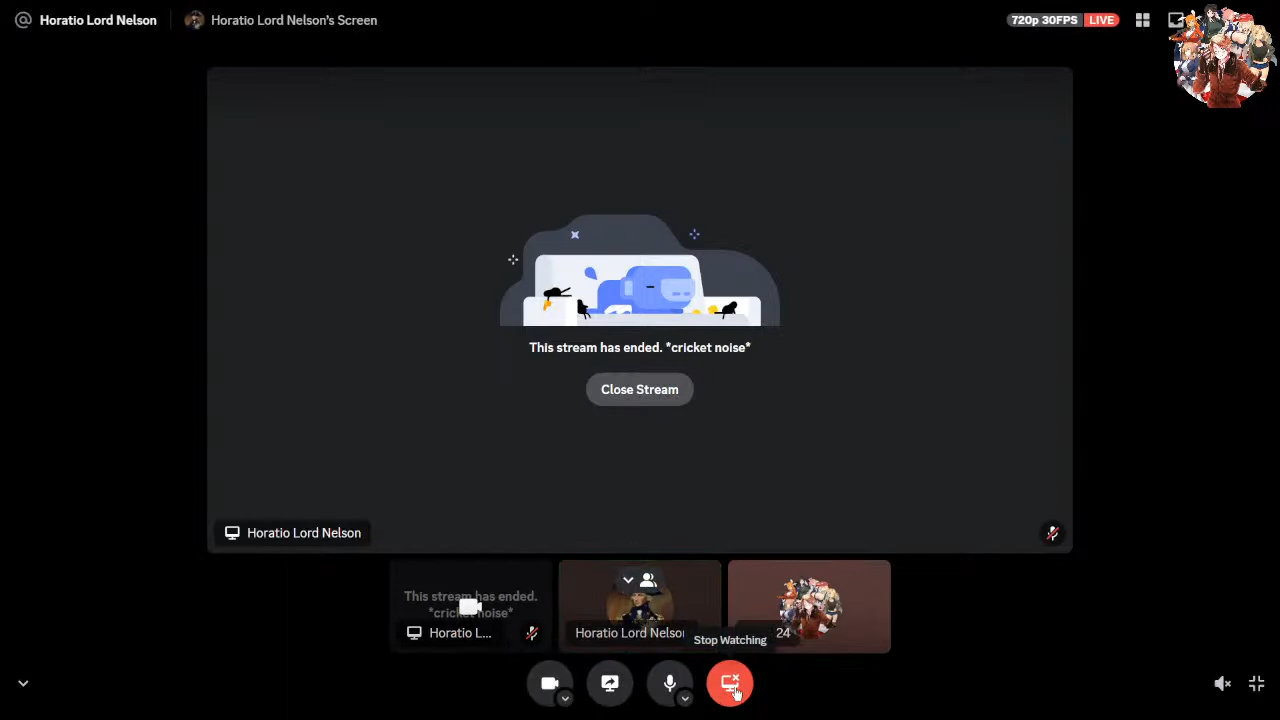 @ Horatio Lord Nelson
Horatio Lord Nelson's Screen
720p 30FPS LIVE
This stream has ended. *cricket noise*
Close Stream
Horatio Lord Nelson
This stream has ended.
*cricket noise*
Horatio L...
Horatio Lord Nelson
24
Stop Watching